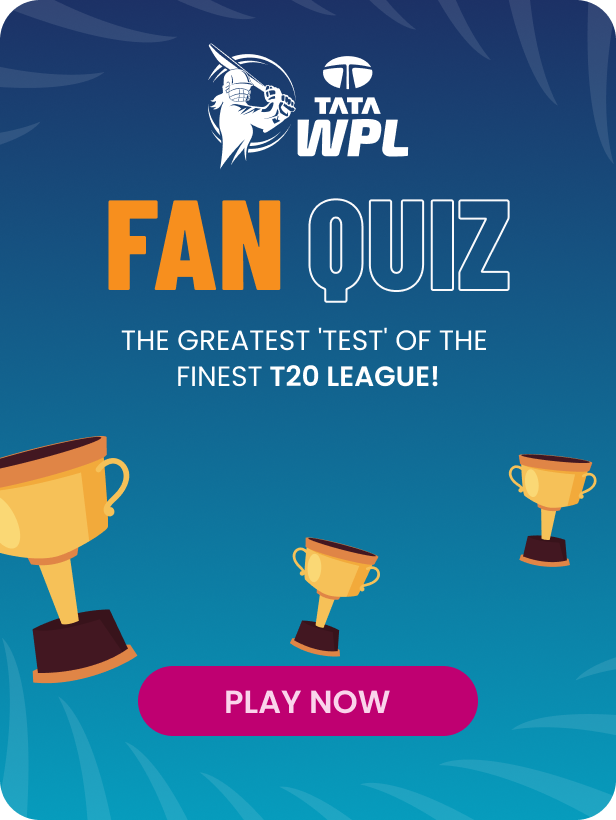 TATA
WPL
FAN QUIZ
THE GREATEST 'TEST' OF THE
FINEST T20 LEAGUE!
PLAY NOW